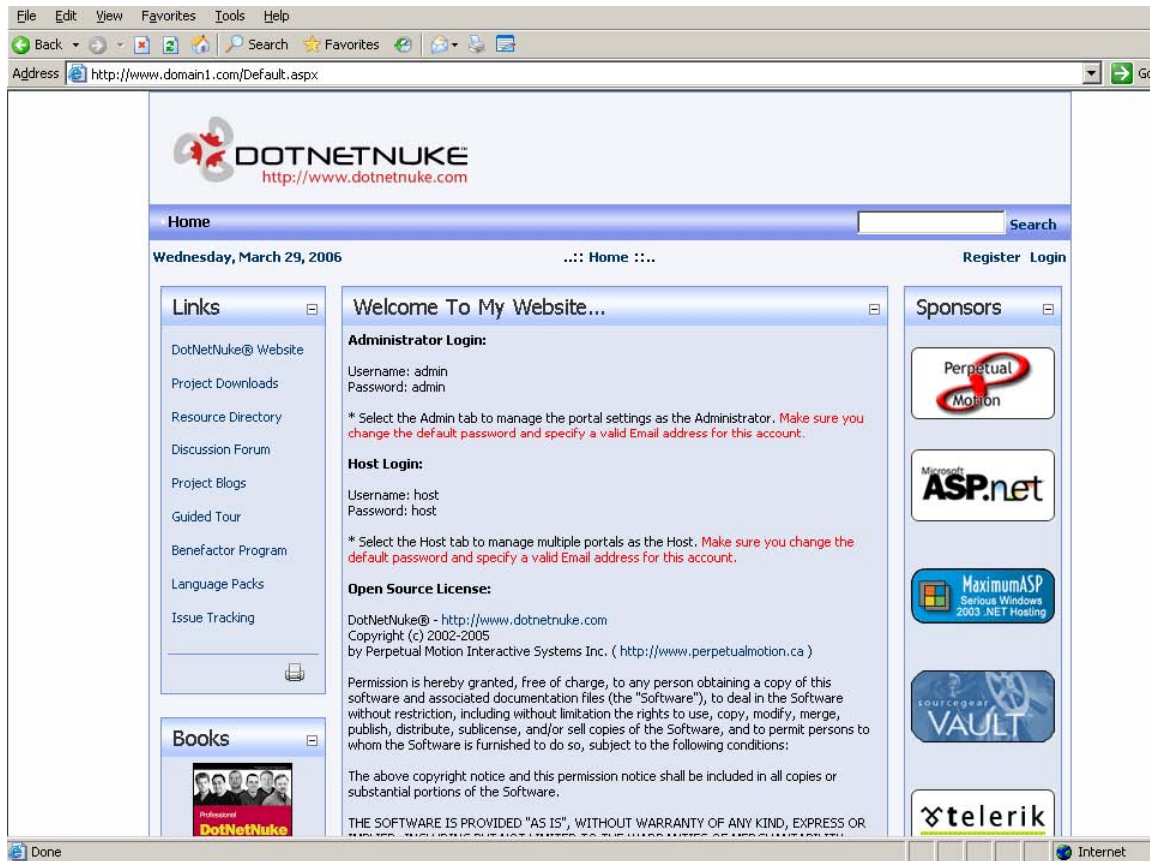 File Edit View Favorites Tools Help
Back Search Favorites
Address http://www.domain1.com/Default.aspx Go
DOTNETNUKE
http://www.dotnetnuke.com
Home Search
Wednesday, March 29, 2006 ..:: Home ::.. Register Login
Links
DotNetNuke® Website
Project Downloads
Resource Directory
Discussion Forum
Project Blogs
Guided Tour
Benefactor Program
Language Packs
Issue Tracking
Books
Professional
DotNetNuke
Welcome To My Website...
Administrator Login:
Username: admin
Password: admin
* Select the Admin tab to manage the portal settings as the Administrator. Make sure you
change the default password and specify a valid Email address for this account.
Host Login:
Username: host
Password: host
* Select the Host tab to manage multiple portals as the Host. Make sure you change the
default password and specify a valid Email address for this account.
Open Source License:
DotNetNuke® - http://www.dotnetnuke.com
Copyright (c) 2002-2005
by Perpetual Motion Interactive Systems Inc. ( http://www.perpetualmotion.ca )
Permission is hereby granted, free of charge, to any person obtaining a copy of this
software and associated documentation files (the "Software"), to deal in the Software
without restriction, including without limitation the rights to use, copy, modify, merge,
publish, distribute, sublicense, and/or sell copies of the Software, and to permit persons to
whom the Software is furnished to do so, subject to the following conditions:
The above copyright notice and this permission notice shall be included in all copies or
substantial portions of the Software.
THE SOFTWARE IS PROVIDED "AS IS", WITHOUT WARRANTY OF ANY KIND, EXPRESS OR
Sponsors
Perpetual
Motion
Microsoft
ASP.net
MaximumASP
Serious Windows
2003 .NET Hosting
sourcegear
VAULT
telerik
Done Internet